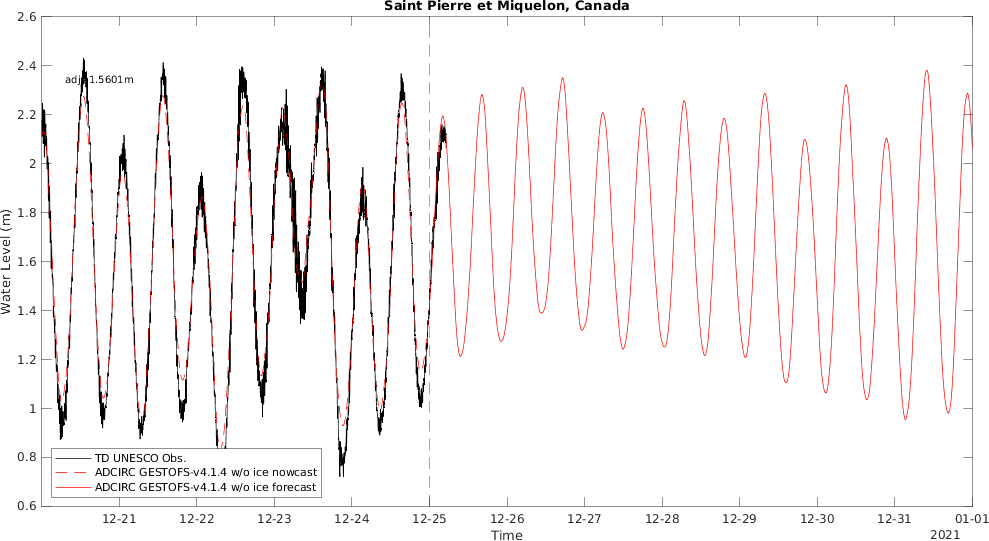 Saint Pierre et Miquelon, Canada
2.6
2.4
2.2
2
1.8
1.6
1.4
1.2
1
0.8
0.6
Water Level (m)
1.5601m
TD UNESCO Obs.
ADCIRC GESTOFS-v4.1.4 w/o ice nowcast
ADCIRC GESTOFS-v4.1.4 w/o ice forecast
12-21 12-22 12-23 12-24 12-25 12-26 12-27 12-28 12-29 12-30 12-31 01-01
Time
2021